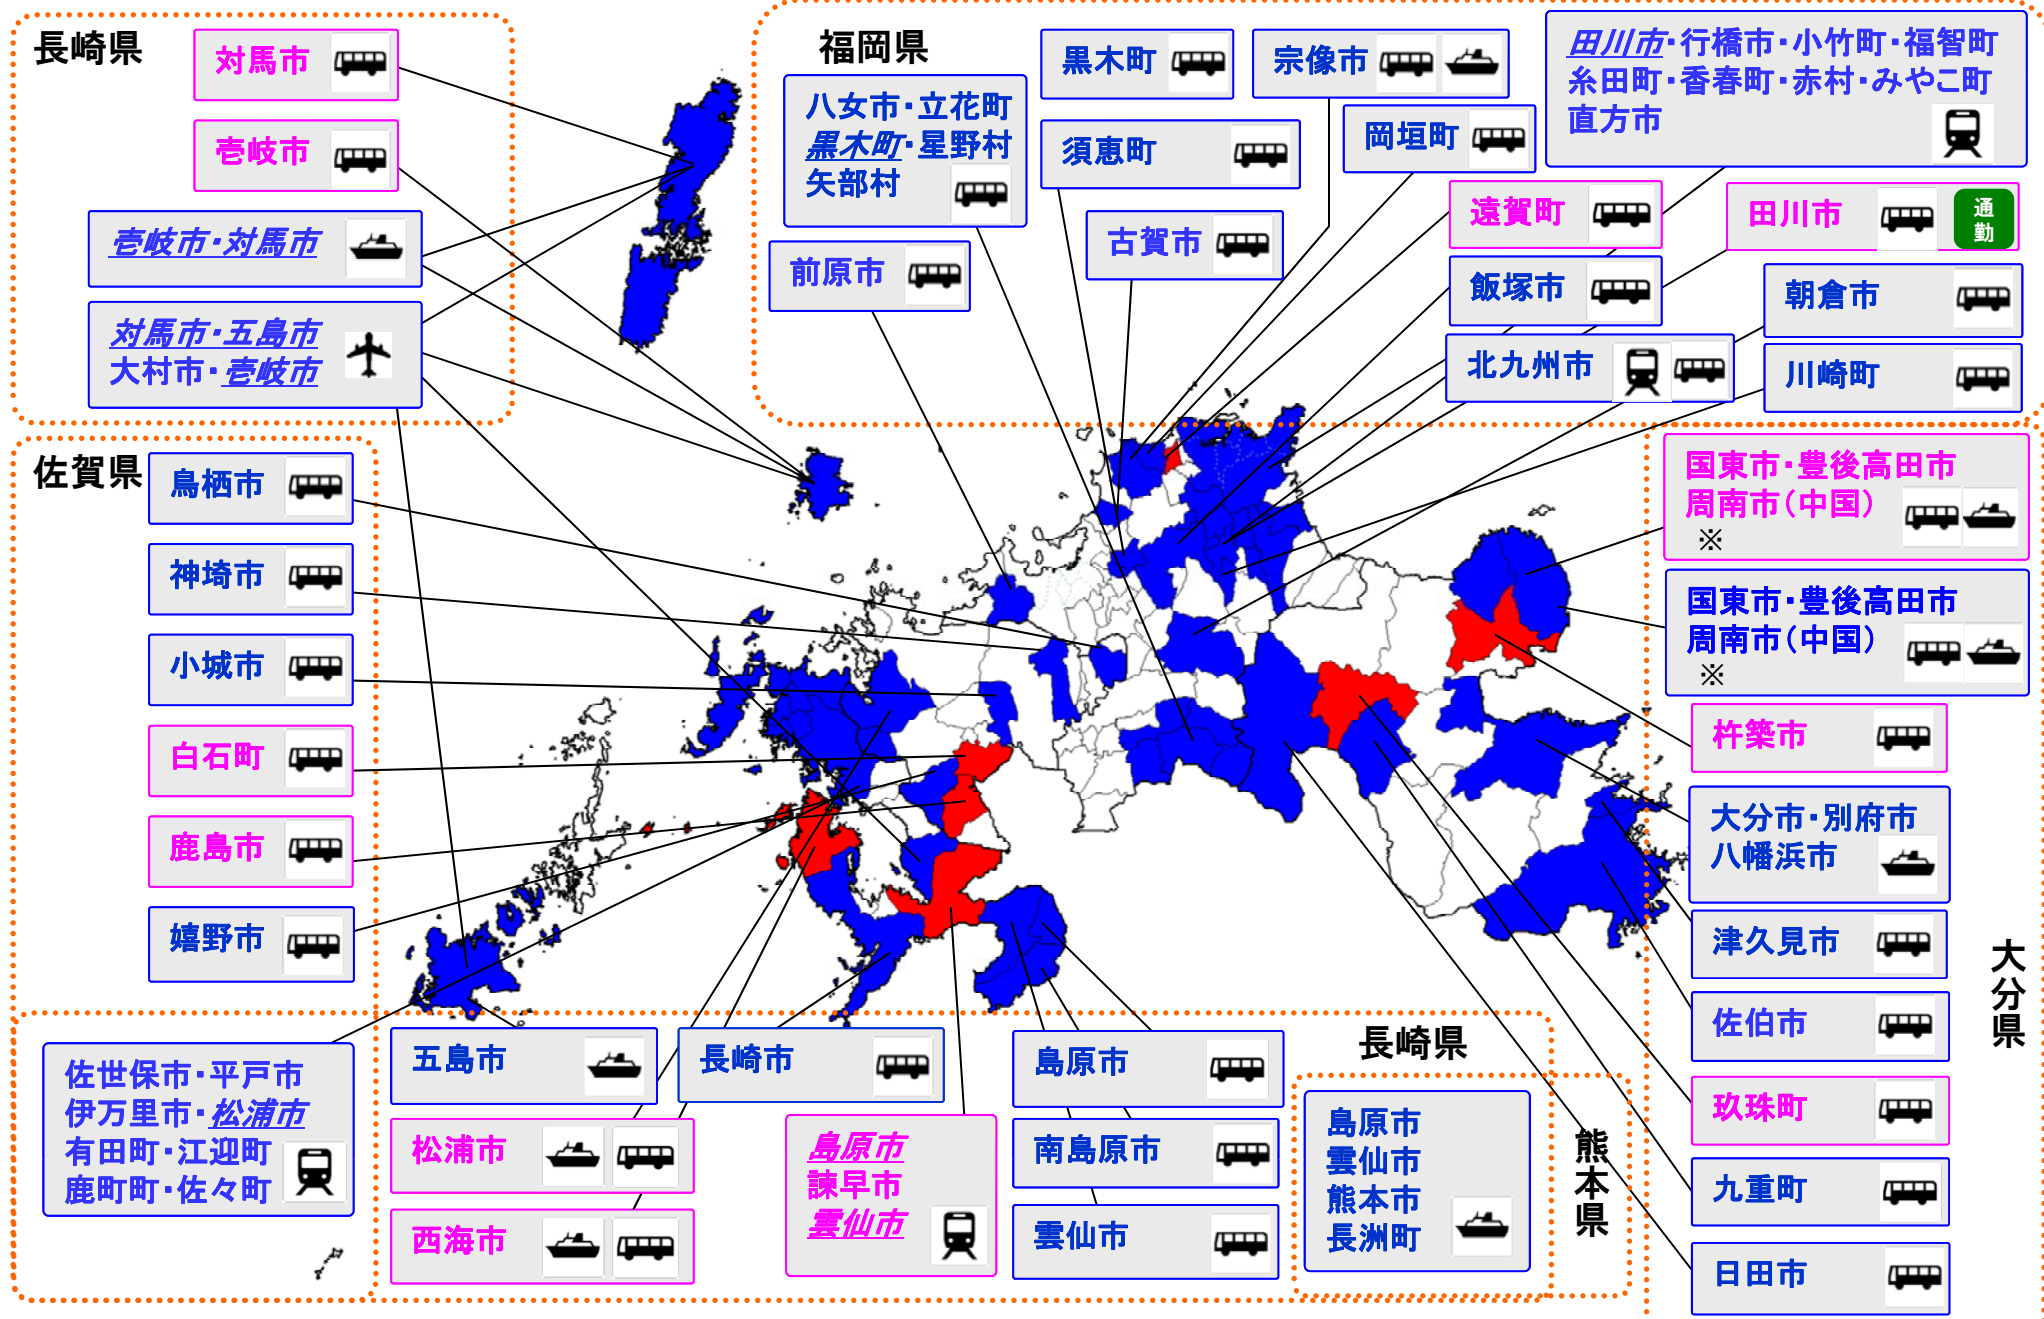 長崎県
対馬市
壱岐市
壱岐市・対馬市
対馬市・五島市
大村市・壱岐市
福岡県
八女市・立花町
黒木町・星野村
矢部村
黒木町
須恵町
前原市
古賀市
宗像市
岡垣町
田川市・行橋市・小竹町・福智町
糸田町・香春町・赤村・みやこ町
直方市
遠賀町
田川市
通
勤
飯塚市
北九州市
朝倉市
川崎町
佐賀県
鳥栖市
神埼市
小城市
白石町
鹿島市
嬉野市
国東市・豊後高田市
周南市(中国)
※
国東市・豊後高田市
周南市(中国)
※
杵築市
大分市・別府市
八幡浜市
津久見市
佐伯市
玖珠町
九重町
日田市
大分県
佐世保市・平戸市
伊万里市・松浦市
有田町・江迎町
鹿町町・佐々町
五島市
松浦市
西海市
長崎市
島原市
諫早市
雲仙市
島原市
南島原市
雲仙市
長崎県
島原市
雲仙市
熊本市
長洲町
熊本県